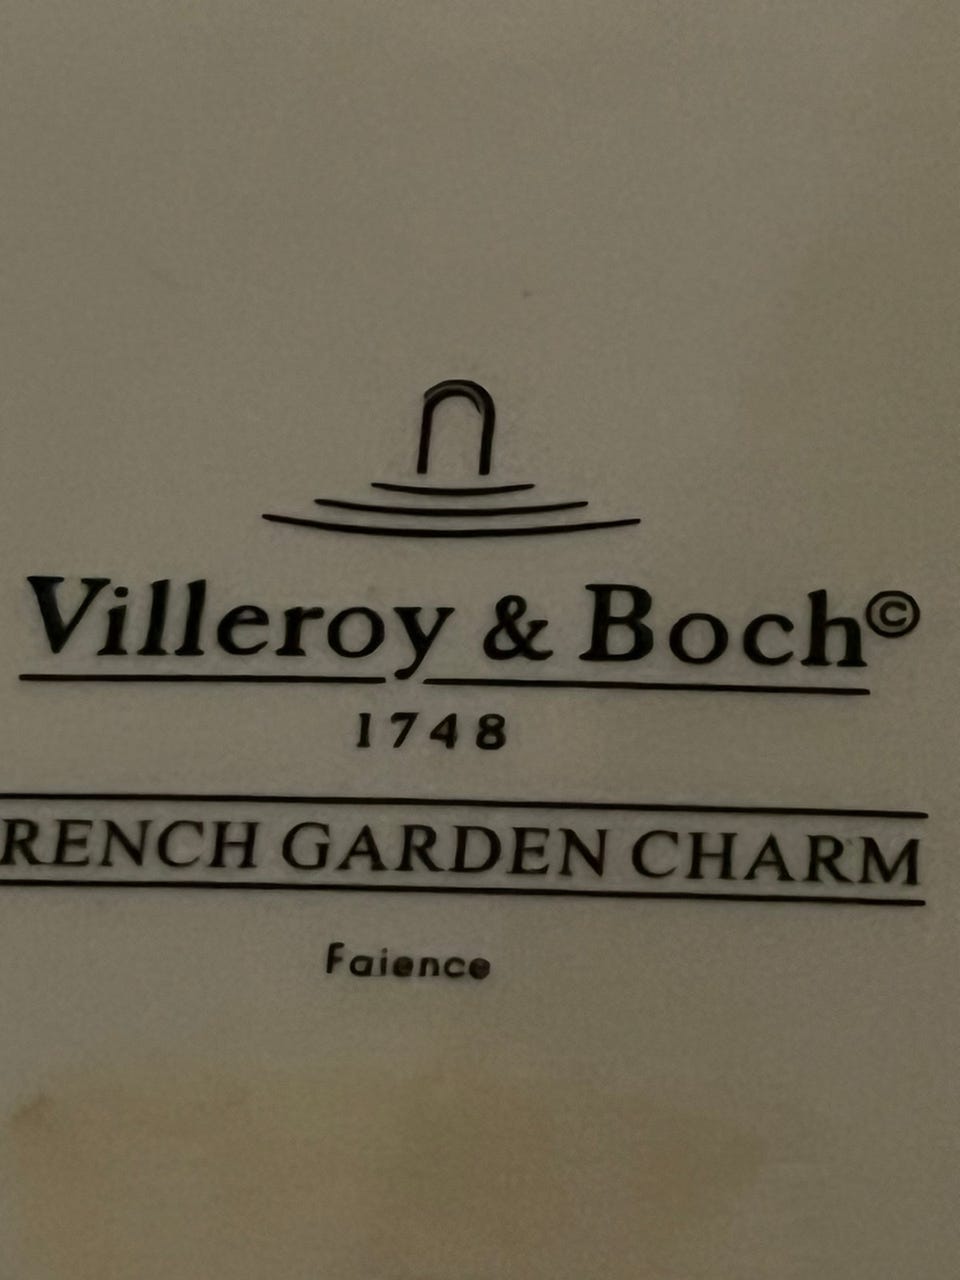 Villeroy & Boch©
1748
RENCH GARDEN CHARM
Faience